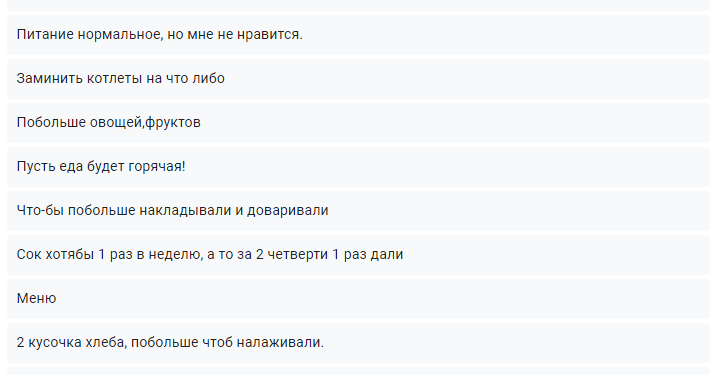 Питание нормальное, но мне не нравится.
Заминить котлеты на что либо
Побольше овощей,фруктов
Пусть еда будет горячая!
Что-бы побольше накладывали и доваривали
Сок хотябы 1 раз в неделю, а то за 2 четверти 1 раз дали
Меню
2 кусочка хлеба, побольше чтоб налаживали.